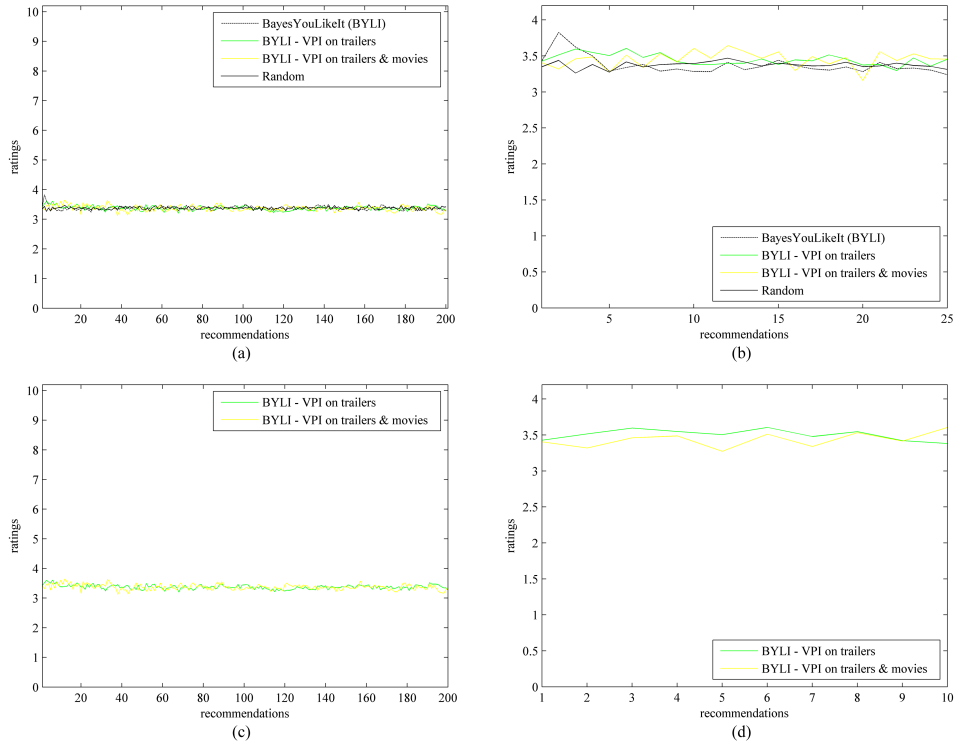 10
9
8
7
6
5
4
3
2
1
0
ratings
BayesYouLikeIt (BYLI)
BYLI - VPI on trailers
BYLI - VPI on trailers & movies
Random
20 40 60 80 100 120 140 160 180 200
recommendations
(a)
4
3.5
3
2.5
2
1.5
1
0.5
0
ratings
BayesYouLikeIt (BYLI)
BYLI - VPI on trailers
BYLI - VPI on trailers & movies
Random
5 10 15 20 25
recommendations
(b)
10
9
8
7
6
5
4
3
2
1
0
ratings
BYLI - VPI on trailers
BYLI - VPI on trailers & movies
20 40 60 80 100 120 140 160 180 200
recommendations
(c)
4
3.5
3
2.5
2
1.5
1
0.5
0
ratings
BYLI - VPI on trailers
BYLI - VPI on trailers & movies
1 2 3 4 5 6 7 8 9 10
recommendations
(d)